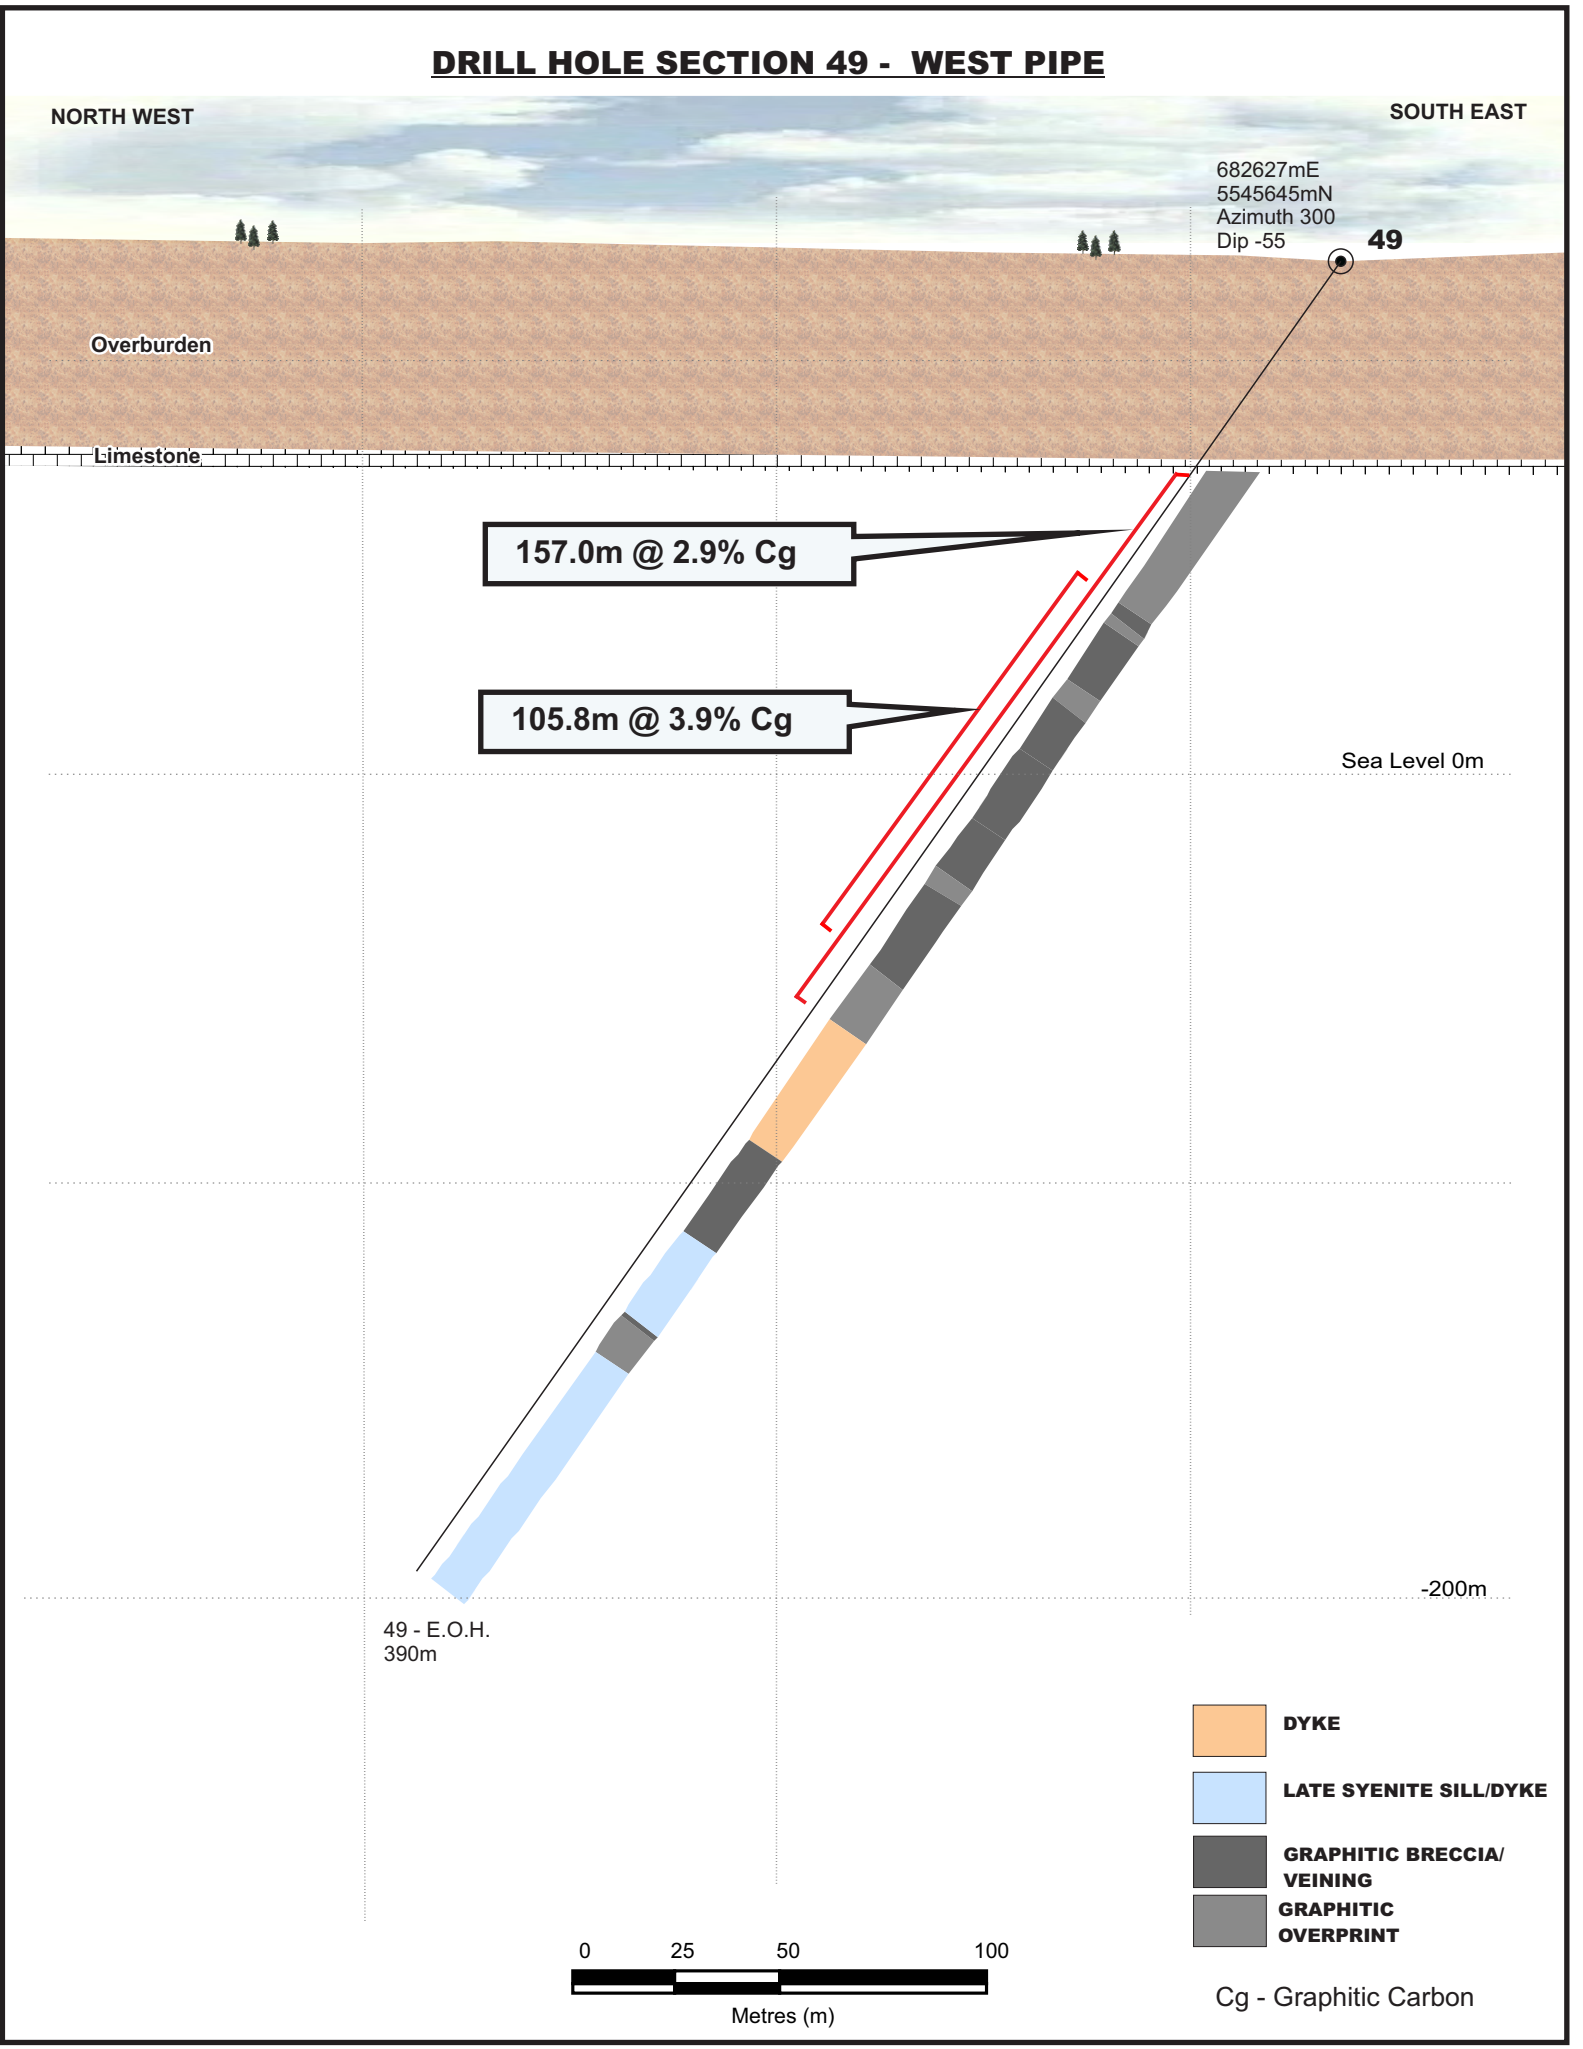 DRILL HOLE SECTION 49 - WEST PIPE
NORTH WEST
SOUTH EAST
682627mE
5545645mN
Azimuth 300
Dip -55
49
Overburden
Limestone
157.0m @ 2.9% Cg
105.8m @ 3.9% Cg
Sea Level 0m
-200m
49 - E.O.H.
390m
DYKE
LATE SYENITE SILL/DYKE
GRAPHITIC BRECCIA/
VEINING
GRAPHITIC
OVERPRINT
0 25 50 100
Metres (m)
Cg - Graphitic Carbon